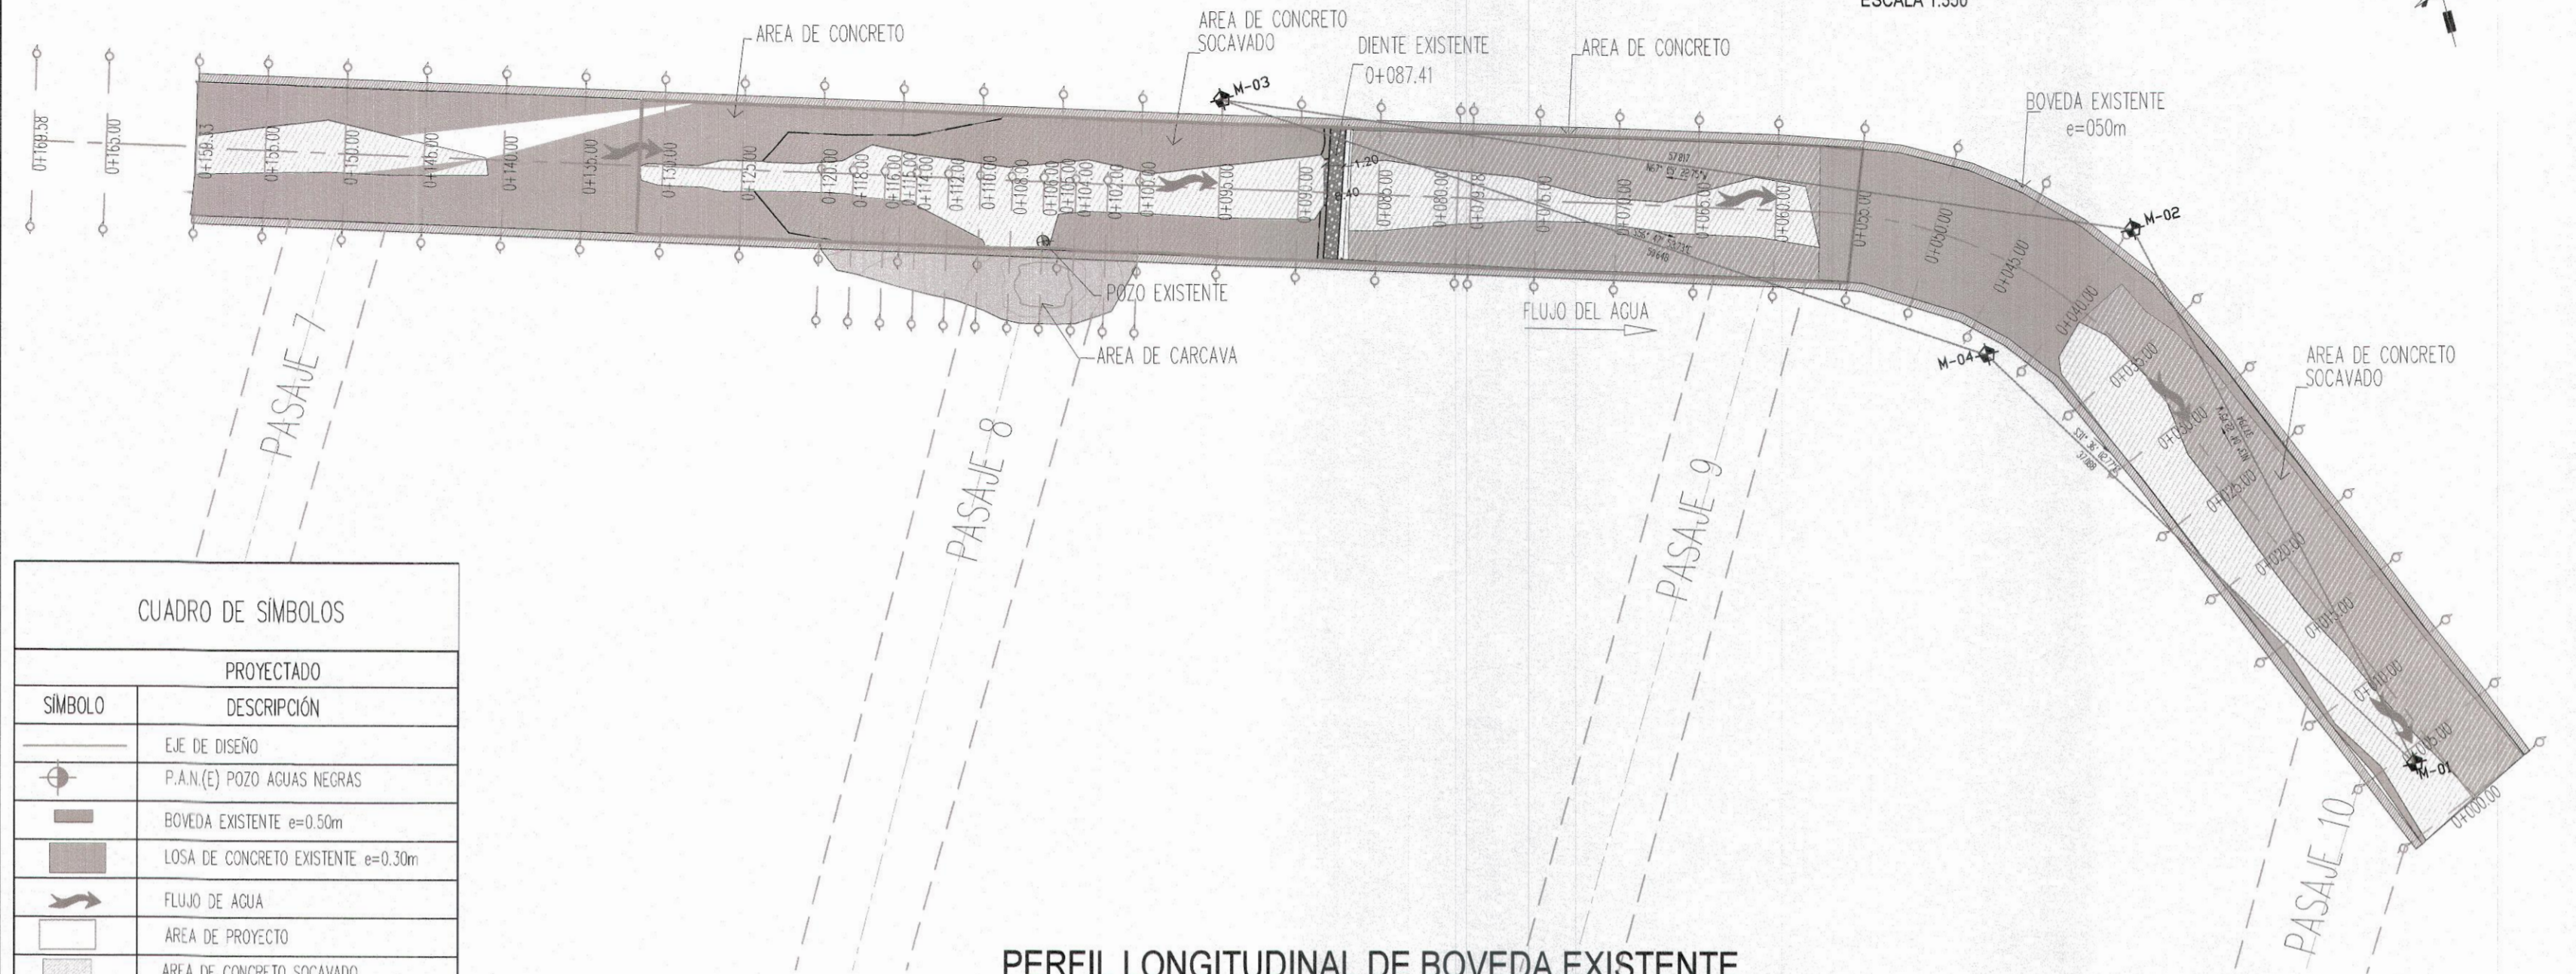 ESCALA 1:350
AREA DE CONCRETO
AREA DE CONCRETO
SOCAVADO
DIENTE EXISTENTE
0+087.41
AREA DE CONCRETO
BOVEDA EXISTENTE
e=050m
M-03
M-02
M-04
M-01
0+169.58
0+165.00
0+159.33
0+155.00
0+150.00
0+145.00
0+140.00
0+135.00
0+130.00
0+125.00
0+120.00
0+118.00
0+116.00
0+115.00
0+114.00
0+112.00
0+110.00
0+108.00
0+106.00
0+105.00
0+104.00
0+102.00
0+100.00
0+095.00
0+090.00
1.20
0.40
0+085.00
0+080.00
0+079.18
0+075.00
0+070.00
0+065.00
0+060.00
0+055.00
0+050.00
0+045.00
0+040.00
0+035.00
0+030.00
0+025.00
0+020.00
0+015.00
0+010.00
0+005.00
0+000.00
57.817
POZO EXISTENTE
AREA DE CARCAVA
FLUJO DEL AGUA
AREA DE CONCRETO
SOCAVADO
PASAJE 7
PASAJE 8
PASAJE 9
PASAJE 10
CUADRO DE SÍMBOLOS
PROYECTADO
SÍMBOLO DESCRIPCIÓN
EJE DE DISEÑO
P.A.N.(E) POZO AGUAS NEGRAS
BOVEDA EXISTENTE e=0.50m
LOSA DE CONCRETO EXISTENTE e=0.30m
FLUJO DE AGUA
AREA DE PROYECTO
AREA DE CONCRETO SOCAVADO
PERFIL LONGITUDINAL DE BOVEDA EXISTENTE